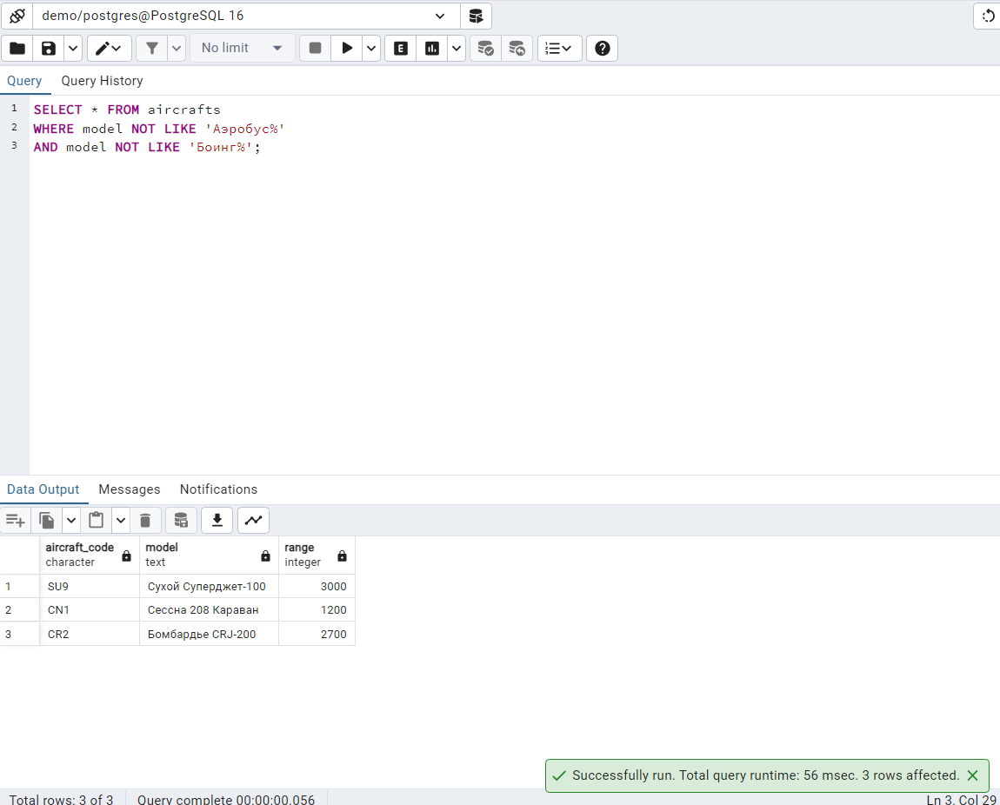 demo/postgres@PostgreSQL 16
No limit
E
Query Query History
1 SELECT * FROM aircrafts
2 WHERE model NOT LIKE 'Аэробус%'
3 AND model NOT LIKE 'Боинг%';
Data Output Messages Notifications
aircraft_code model range
character text integer
1 SU9 Сухой Суперджет-100 3000
2 CN1 Сессна 208 Караван 1200
3 CR2 Бомбардье CRJ-200 2700
Successfully run. Total query runtime: 56 msec. 3 rows affected.
Total rows: 3 of 3 Query complete 00:00:00.056 Ln 3, Col 29